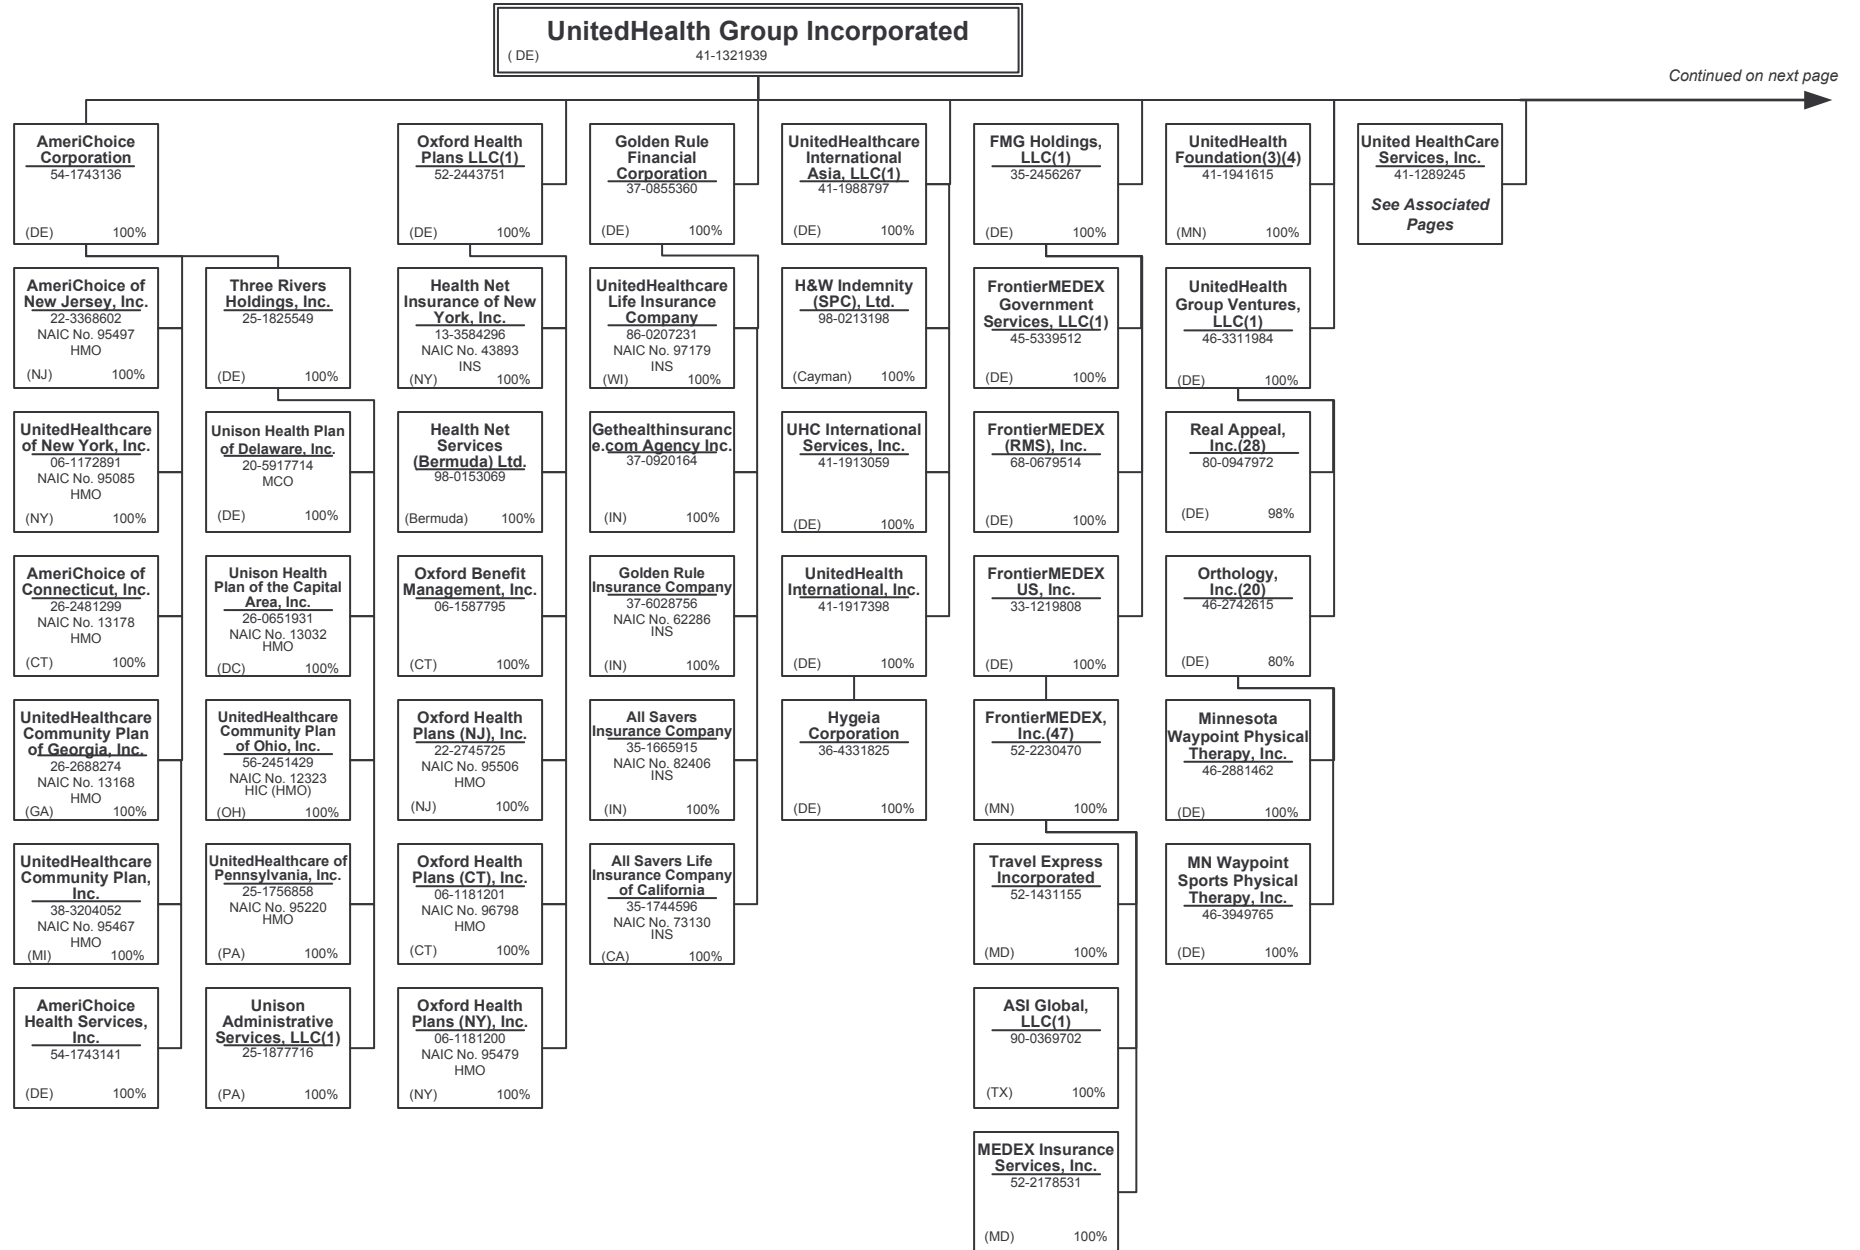 UnitedHealth Group Incorporated
( DE) 41-1321939
Continued on next page
AmeriChoice
Corporation
54-1743136
(DE) 100%
Oxford Health
Plans LLC(1)
52-2443751
(DE) 100%
Golden Rule
Financial
Corporation
37-0855360
(DE) 100%
UnitedHealthcare
International
Asia, LLC(1)
41-1988797
(DE) 100%
FMG Holdings,
LLC(1)
35-2456267
(DE) 100%
UnitedHealth
Foundation(3)(4)
41-1941615
(MN) 100%
United HealthCare
Services, Inc.
41-1289245
See Associated
Pages
AmeriChoice of
New Jersey, Inc.
22-3368602
NAIC No. 95497
HMO
(NJ) 100%
Three Rivers
Holdings, Inc.
25-1825549
(DE) 100%
Health Net
Insurance of New
York, Inc.
13-3584296
NAIC No. 43893
INS
(NY) 100%
UnitedHealthcare
Life Insurance
Company
86-0207231
NAIC No. 97179
INS
(WI) 100%
H&W Indemnity
(SPC), Ltd.
98-0213198
(Cayman) 100%
FrontierMEDEX
Government
Services, LLC(1)
45-5339512
(DE) 100%
UnitedHealth
Group Ventures,
LLC(1)
46-3311984
(DE) 100%
UnitedHealthcare
of New York, Inc.
06-1172891
NAIC No. 95085
HMO
(NY) 100%
Unison Health Plan
of Delaware, Inc.
20-5917714
MCO
(DE) 100%
Health Net
Services
(Bermuda) Ltd.
98-0153069
(Bermuda) 100%
Gethealthinsuranc
e.com Agency Inc.
37-0920164
(IN) 100%
UHC International
Services, Inc.
41-1913059
(DE) 100%
FrontierMEDEX
(RMS), Inc.
68-0679514
(DE) 100%
Real Appeal,
Inc.(28)
80-0947972
(DE) 98%
AmeriChoice of
Connecticut, Inc.
26-2481299
NAIC No. 13178
HMO
(CT) 100%
Unison Health
Plan of the Capital
Area, Inc.
26-0651931
NAIC No. 13032
HMO
(DC) 100%
Oxford Benefit
Management, Inc.
06-1587795
(CT) 100%
Golden Rule
Insurance Company
37-6028756
NAIC No. 62286
INS
(IN) 100%
UnitedHealth
International, Inc.
41-1917398
(DE) 100%
FrontierMEDEX
US, Inc.
33-1219808
(DE) 100%
Orthology,
Inc.(20)
46-2742615
(DE) 80%
UnitedHealthcare
Community Plan
of Georgia, Inc.
26-2688274
NAIC No. 13168
HMO
(GA) 100%
UnitedHealthcare
Community Plan
of Ohio, Inc.
56-2451429
NAIC No. 12323
HIC (HMO)
(OH) 100%
Oxford Health
Plans (NJ), Inc.
22-2745725
NAIC No. 95506
HMO
(NJ) 100%
All Savers
Insurance Company
35-1665915
NAIC No. 82406
INS
(IN) 100%
Hygeia
Corporation
36-4331825
(DE) 100%
FrontierMEDEX,
Inc.(47)
52-2230470
(MN) 100%
Minnesota
Waypoint Physical
Therapy, Inc.
46-2881462
(DE) 100%
UnitedHealthcare
Community Plan,
Inc.
38-3204052
NAIC No. 95467
HMO
(MI) 100%
UnitedHealthcare of
Pennsylvania, Inc.
25-1756858
NAIC No. 95220
HMO
(PA) 100%
Oxford Health
Plans (CT), Inc.
06-1181201
NAIC No. 96798
HMO
(CT) 100%
All Savers Life
Insurance Company
of California
35-1744596
NAIC No. 73130
INS
(CA) 100%
Travel Express
Incorporated
52-1431155
(MD) 100%
MN Waypoint
Sports Physical
Therapy, Inc.
46-3949765
(DE) 100%
AmeriChoice
Health Services,
Inc.
54-1743141
(DE) 100%
Unison
Administrative
Services, LLC(1)
25-1877716
(PA) 100%
Oxford Health
Plans (NY), Inc.
06-1181200
NAIC No. 95479
HMO
(NY) 100%
ASI Global,
LLC(1)
90-0369702
(TX) 100%
MEDEX Insurance
Services, Inc.
52-2178531
(MD) 100%